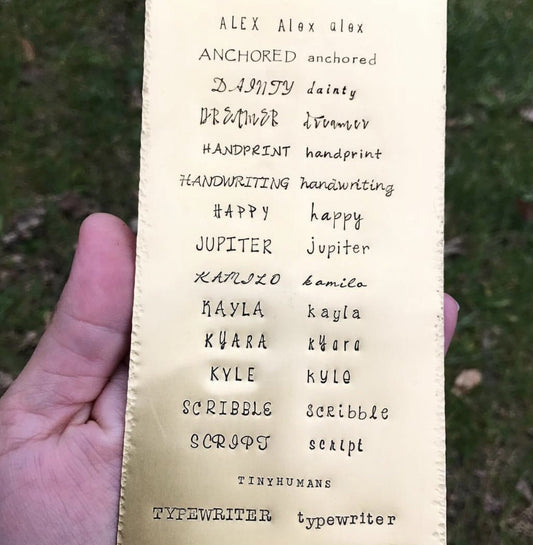 ALEX Alex alex
ANCHORED anchored
DAINTY dainty
DREAMER dreamer
HANDPRINT handprint
HANDWRITING handwriting
HAPPY happy
JUPITER jupiter
KAMILO kamilo
KAYLA kayla
KYARA kyara
KYLE kyle
SCRIBBLE scribble
SCRIPT script
TINYHUMANS
TYPEWRITER typewriter